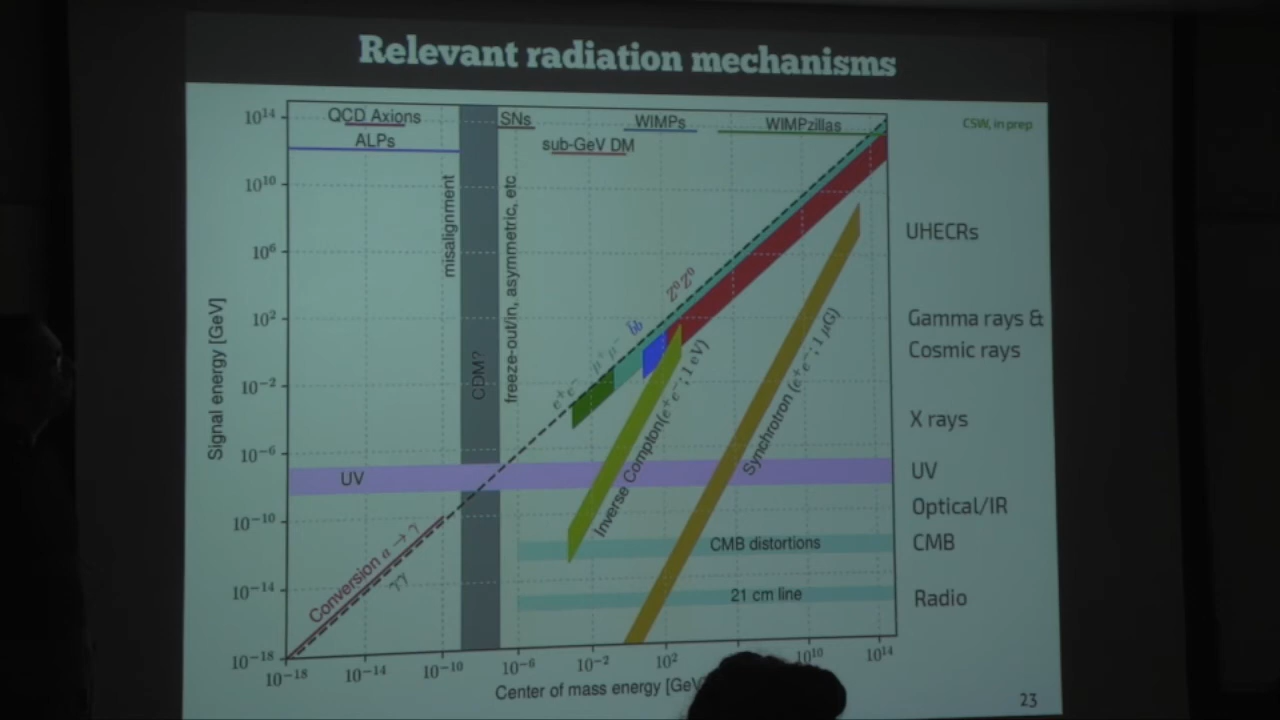 Relevant radiation mechanisms
CSW, in prep
QCD Axions
ALPs
SNs
sub-GeV DM
WIMPs
WIMPzillas
misalignment
CDM?
freeze-out/in, asymmetric, etc
Signal energy [GeV]
10^14
10^10
10^6
10^2
10^-2
10^-6
10^-10
10^-14
10^-18
e+e-
μ+μ-
b̄b
Z^0Z^0
Inverse Compton(e+e-; 1 eV)
Synchrotron (e+e-; 1 μG)
UV
Conversion a → γ
γγ
CMB distortions
21 cm line
UHECRs
Gamma rays &
Cosmic rays
X rays
UV
Optical/IR
CMB
Radio
10^-18 10^-14 10^-10 10^-6 10^-2 10^2 10^10 10^14
Center of mass energy [GeV
23